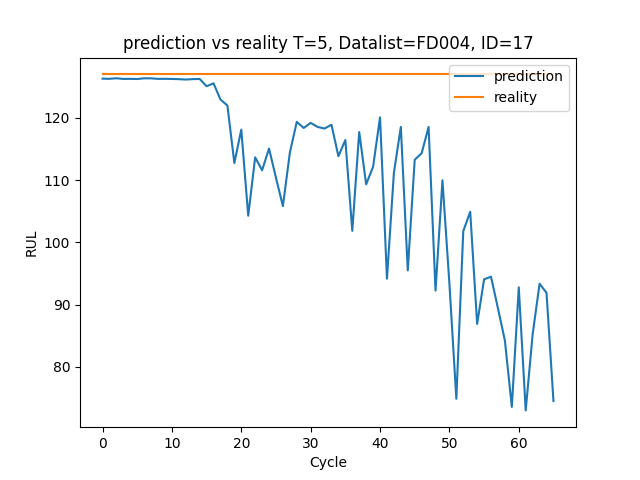 prediction vs reality T=5, Datalist=FD004, ID=17
prediction
reality
120
110
100
90
80
RUL
0 10 20 30 40 50 60
Cycle